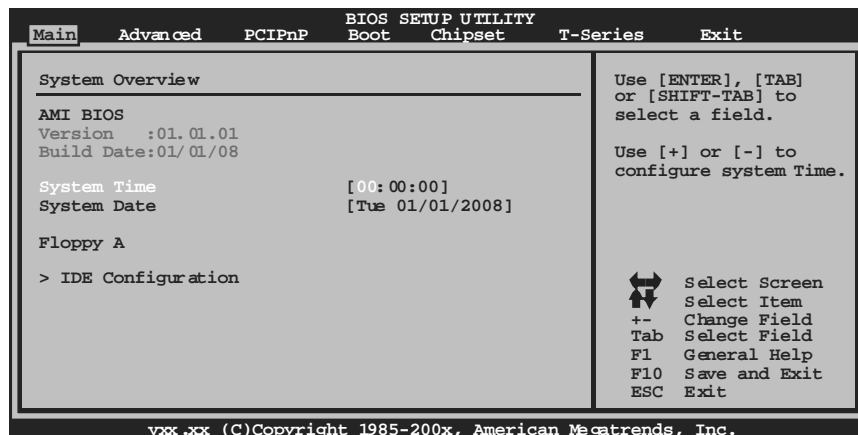 BIOS SETUP UTILITY
Main Advanced PCIPnP Boot Chipset T-Series Exit
System Overview
AMI BIOS
Version :01.01.01
Build Date:01/01/08
System Time [00:00:00]
System Date [Tue 01/01/2008]
Floppy A
> IDE Configuration
Use [ENTER], [TAB]
or [SHIFT-TAB] to
select a field.
Use [+] or [-] to
configure system Time.
Select Screen
Select Item
+- Change Field
Tab Select Field
F1 General Help
F10 Save and Exit
ESC Exit
vxx.xx (C)Copyright 1985-200x, American Megatrends, Inc.